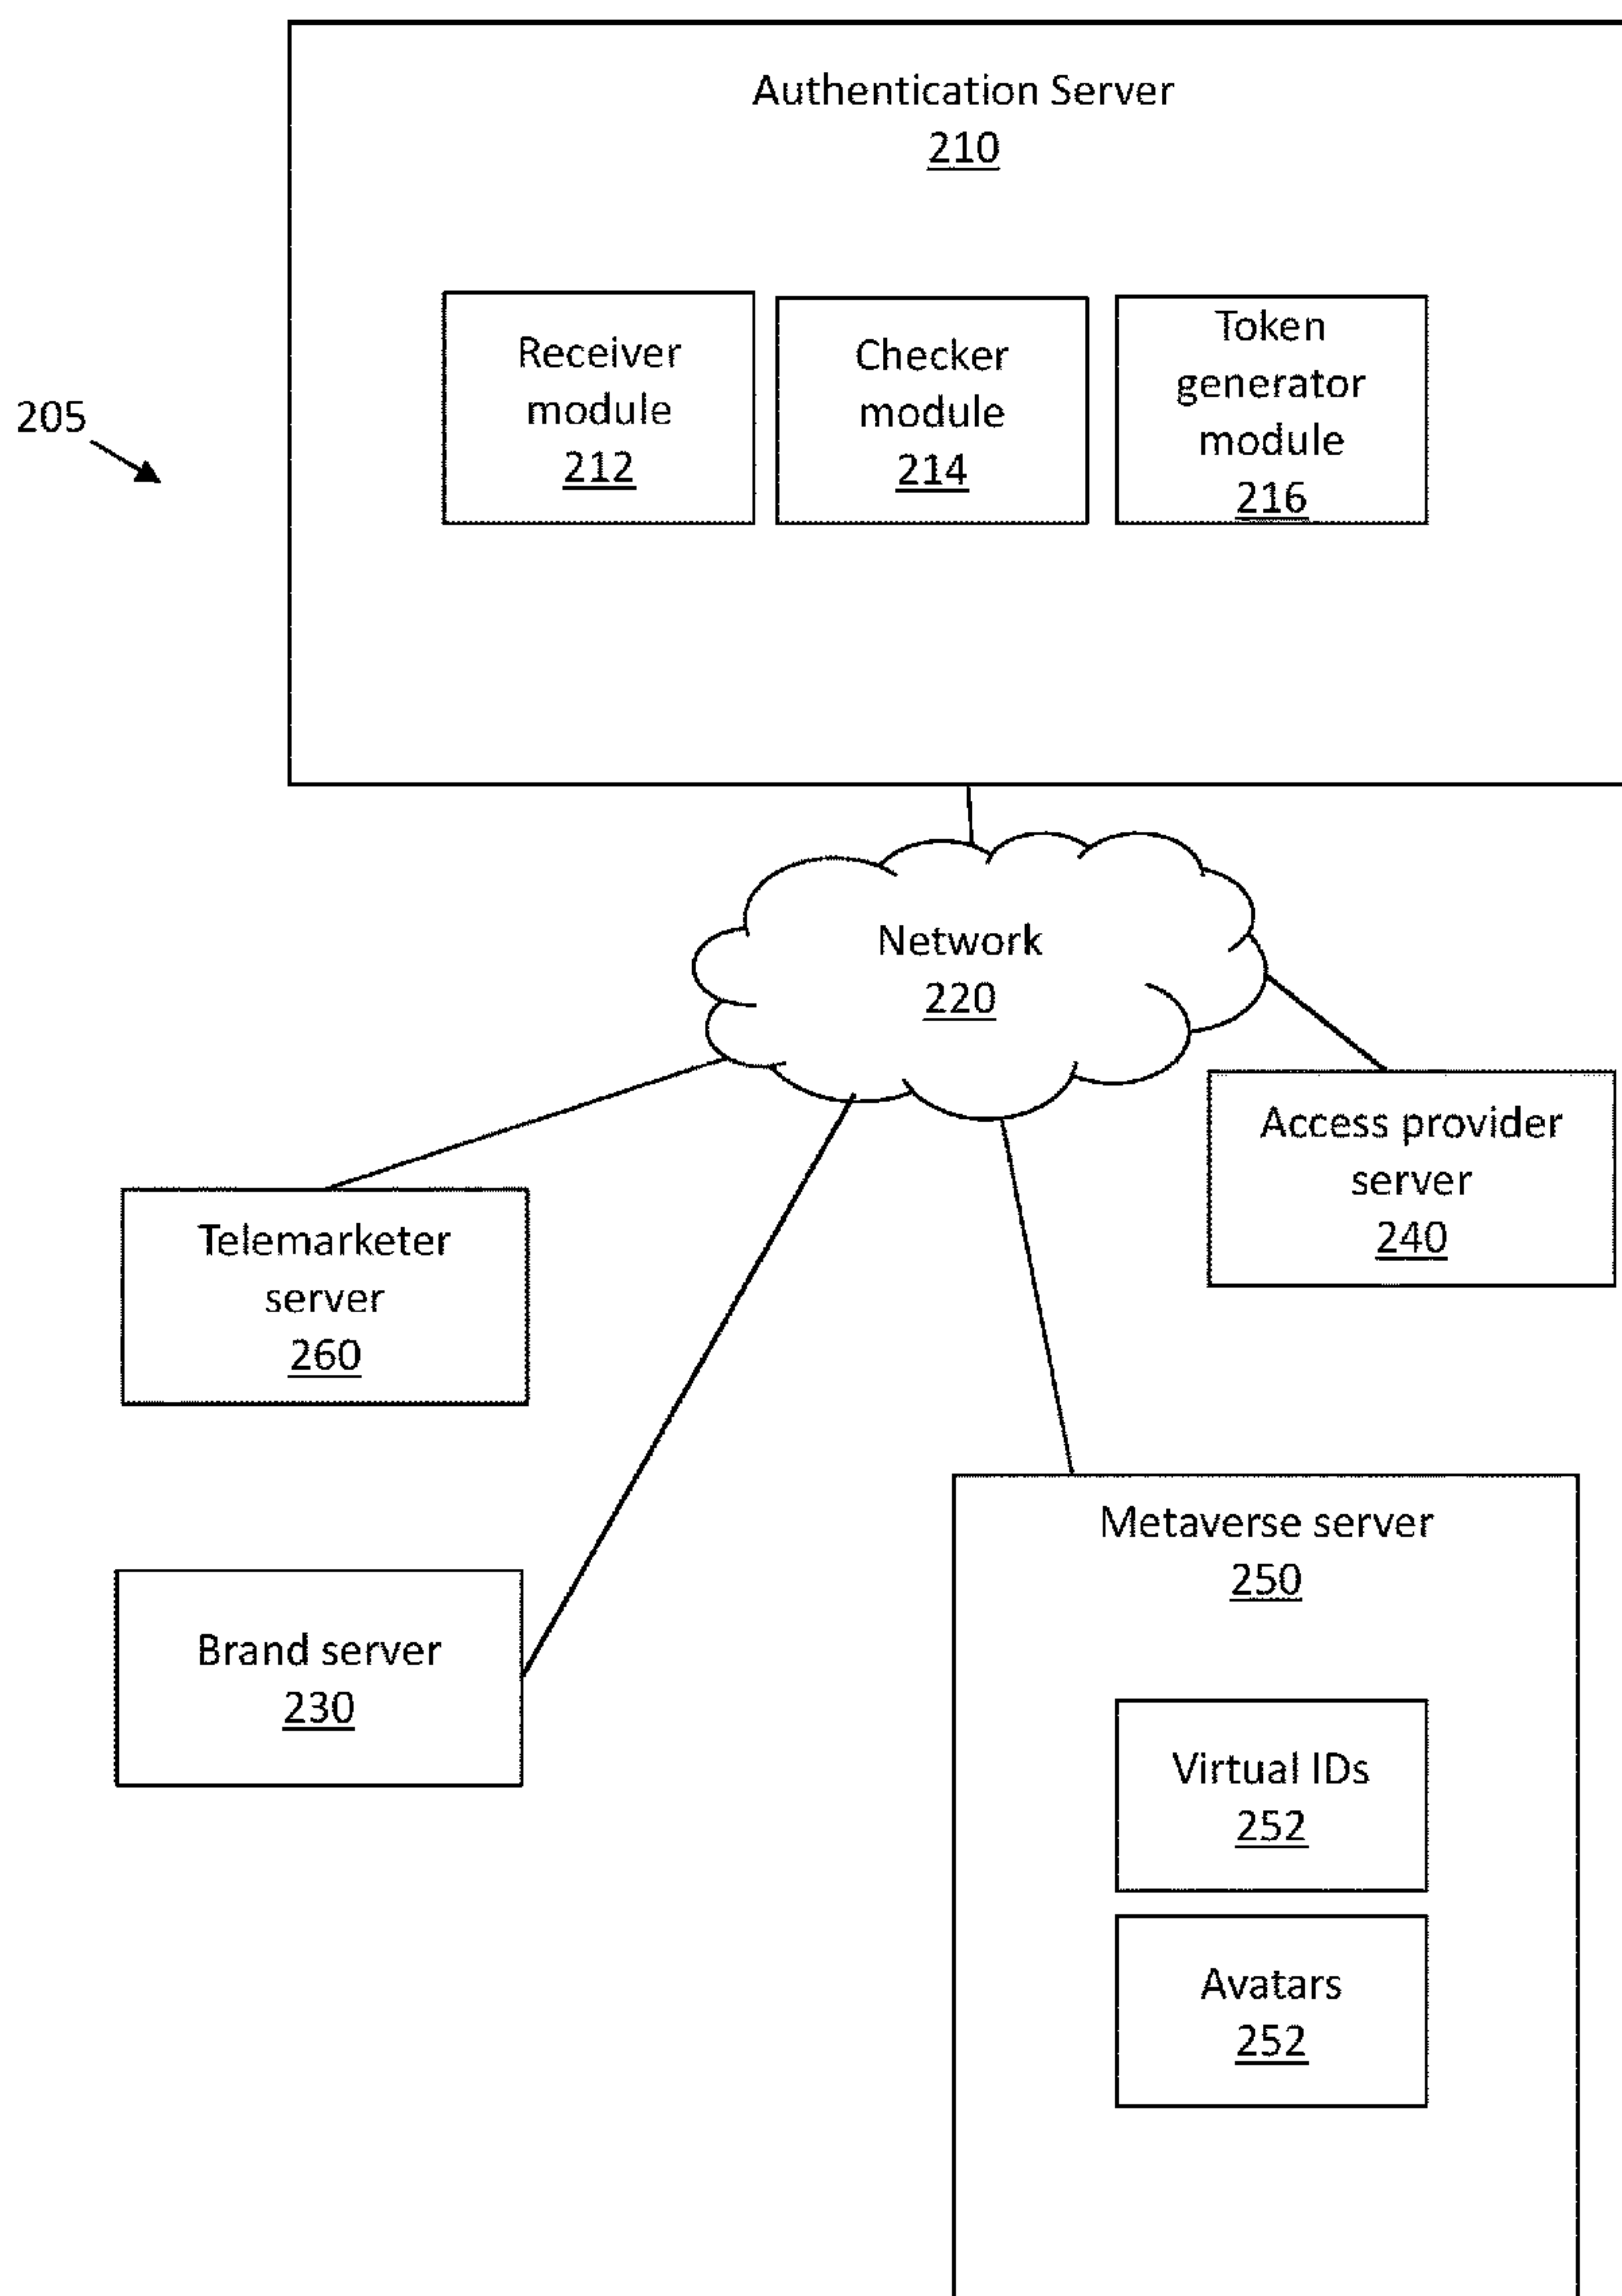 Authentication Server
210
Receiver
module
212
Checker
module
214
Token
generator
module
216
205
Network
220
Access provider
server
240
Telemarketer
server
260
Metaverse server
250
Brand server
230
Virtual IDs
252
Avatars
252